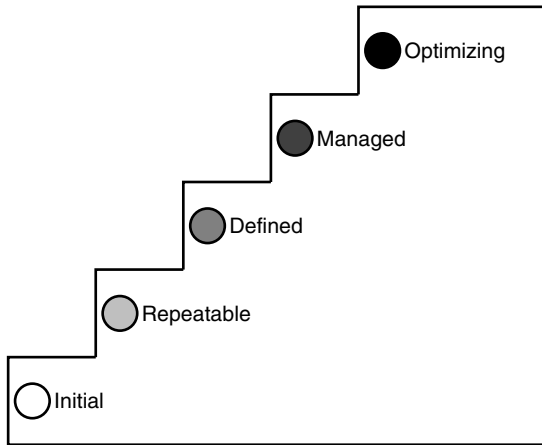 Optimizing
Managed
Defined
Repeatable
Initial